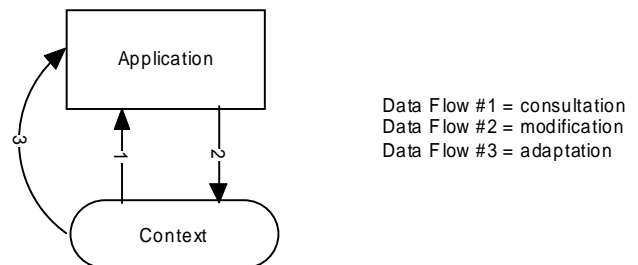 Application
Data Flow #1 = consultation
Data Flow #2 = modification
Data Flow #3 = adaptation
3
1
2
Context